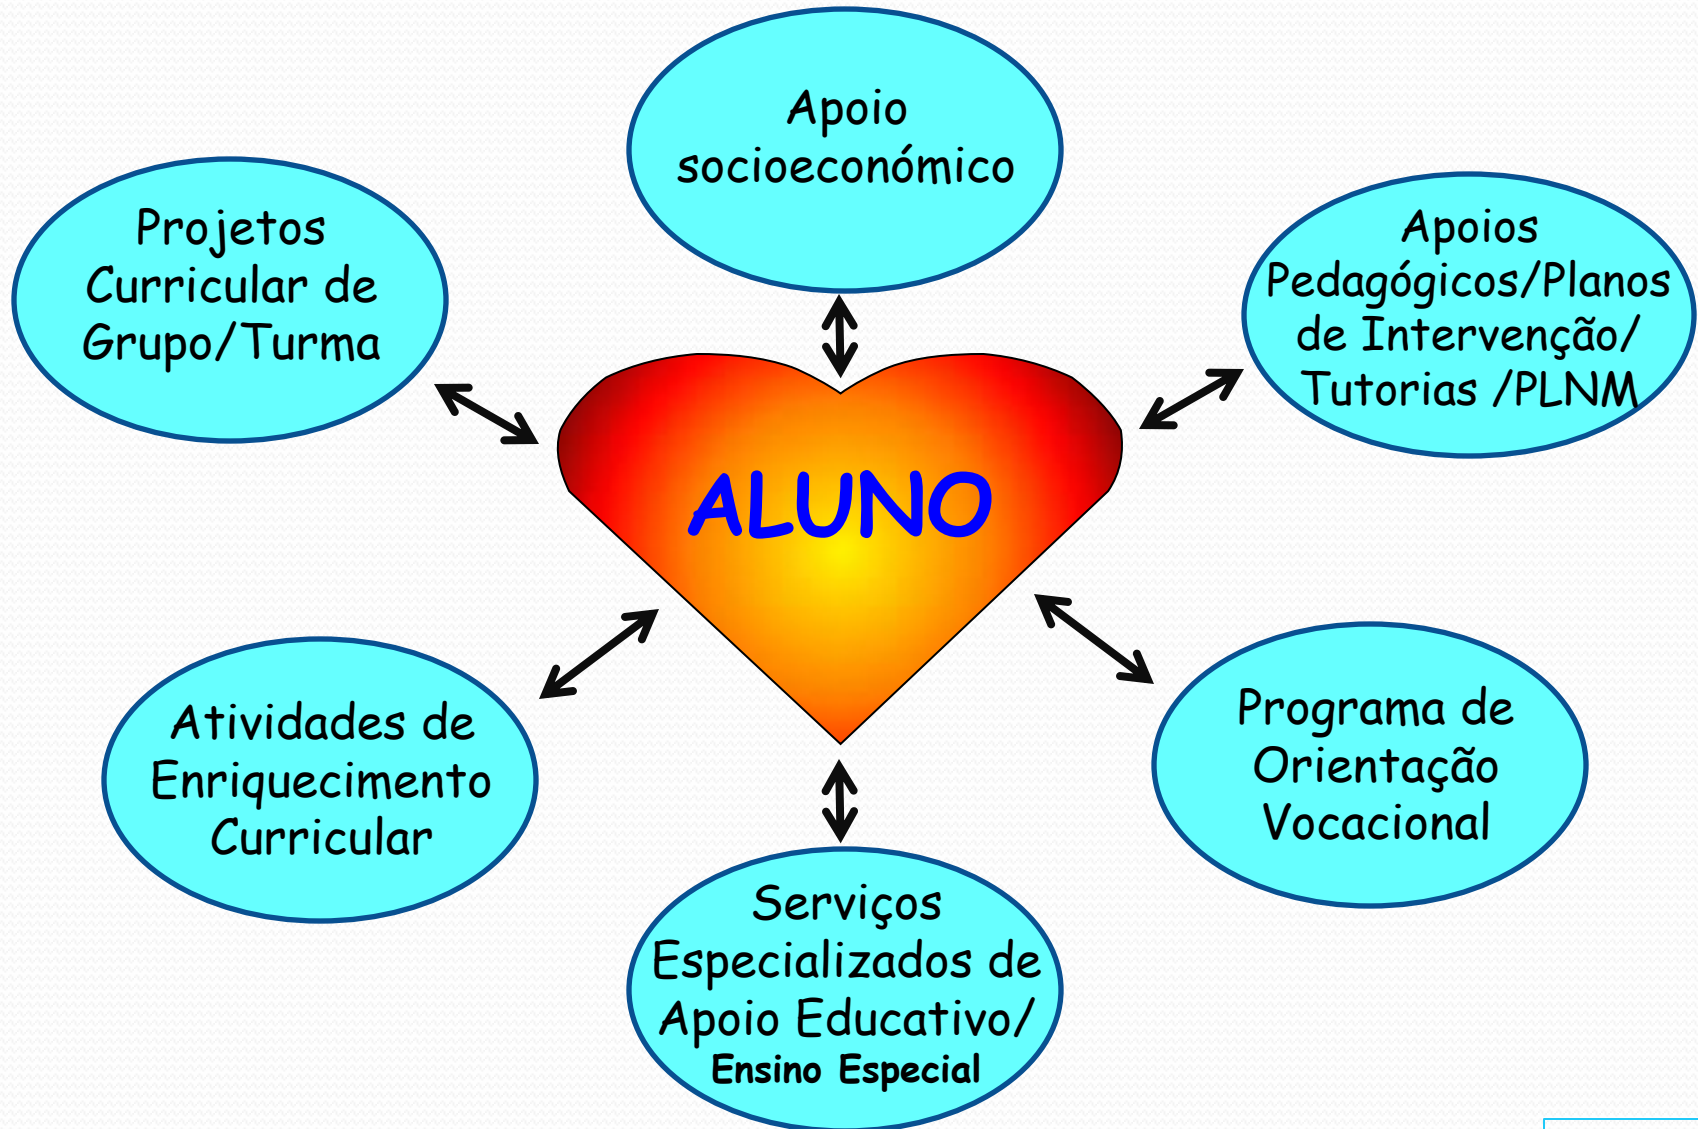 Apoio
socioeconómico
Projetos
Curricular de
Grupo/Turma
Apoios
Pedagógicos/Planos
de Intervenção/
Tutorias /PLNM
ALUNO
Atividades de
Enriquecimento
Curricular
Programa de
Orientação
Vocacional
Serviços
Especializados de
Apoio Educativo/
Ensino Especial